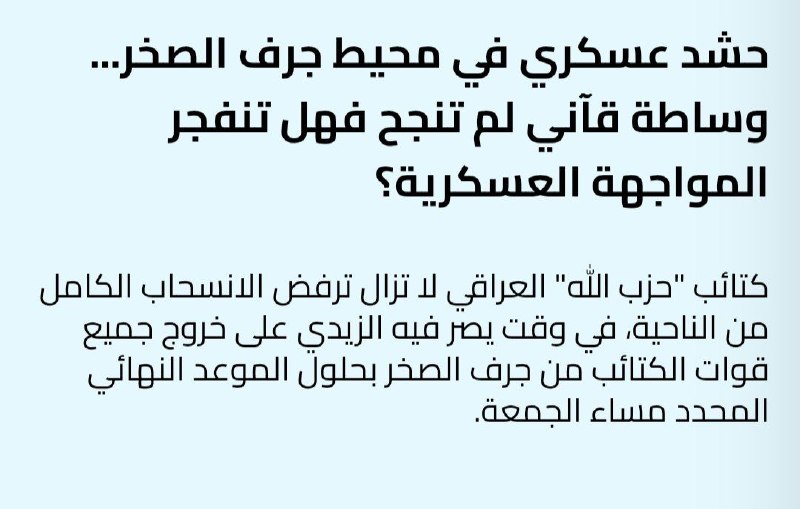 حشد عسكري في محيط جرف الصخر...
وساطة قآني لم تنجح فهل تنفجر
المواجهة العسكرية؟
كتائب "حزب الله" العراقي لا تزال ترفض الانسحاب الكامل
من الناحية، في وقت يصر فيه الزيدي على خروج جميع
قوات الكتائب من جرف الصخر بحلول الموعد النهائي
المحدد مساء الجمعة.